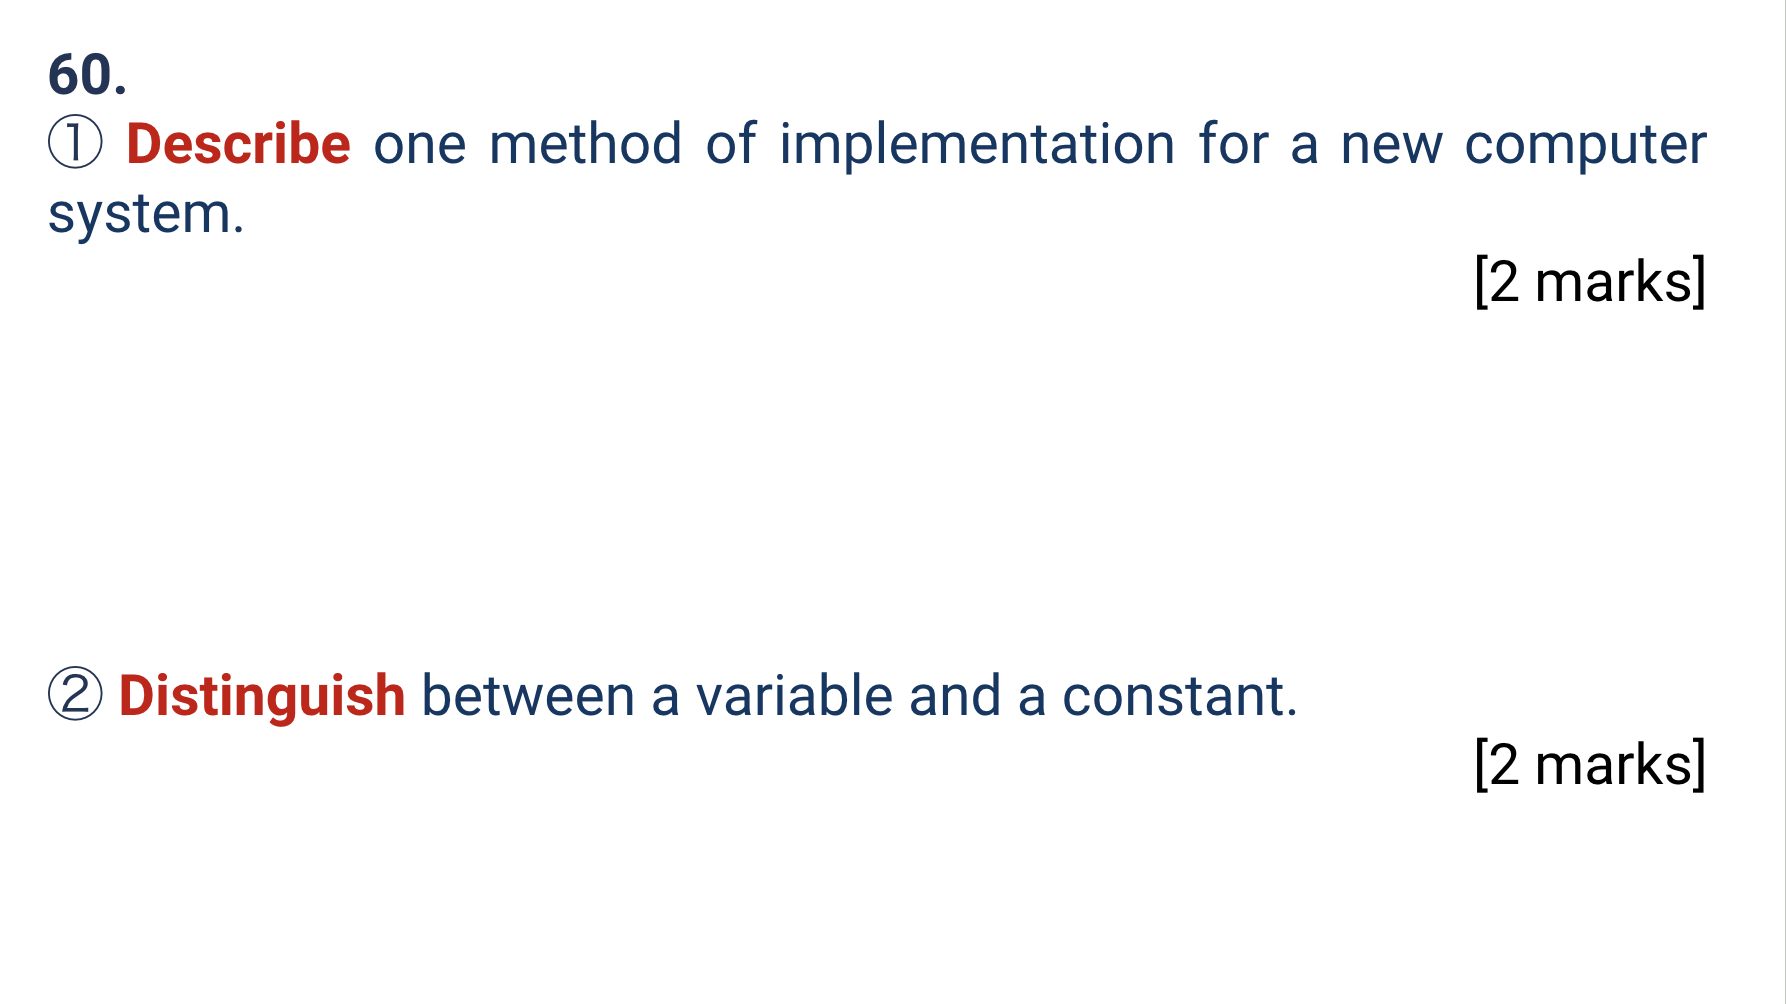 60.
① Describe one method of implementation for a new computer
system.
[2 marks]
② Distinguish between a variable and a constant.
[2 marks]